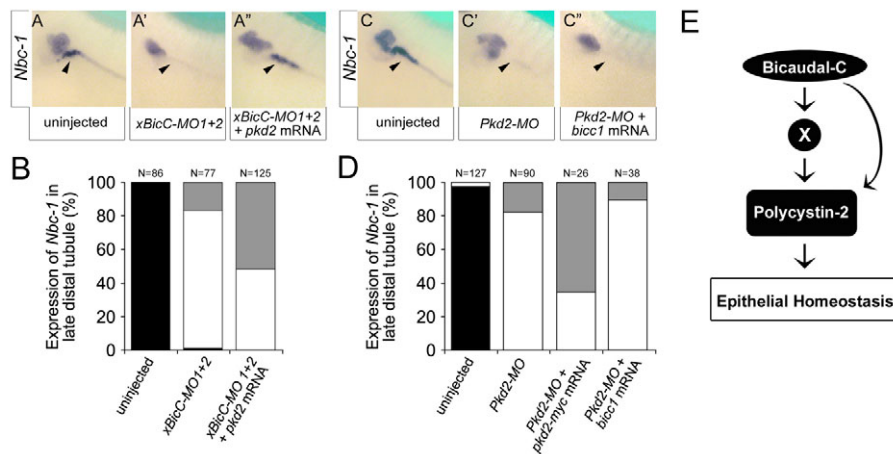 A
A'
A"
C
C'
C"
E
Nbc-1
Nbc-1
uninjected
xBicC-MO1+2
xBicC-MO1+2
+ pkd2 mRNA
uninjected
Pkd2-MO
Pkd2-MO +
bicc1 mRNA
B
N=86
N=77
N=125
Expression of Nbc-1 in
late distal tubule (%)
100
80
60
40
20
0
uninjected
xBicC-MO1+2
xBicC-MO1+2
+ pkd2 mRNA
D
N=127
N=90
N=26
N=38
Expression of Nbc-1 in
late distal tubule (%)
100
80
60
40
20
0
uninjected
Pkd2-MO
Pkd2-MO +
pkd2-myc mRNA
Pkd2-MO +
bicc1 mRNA
Bicaudal-C
X
Polycystin-2
Epithelial Homeostasis